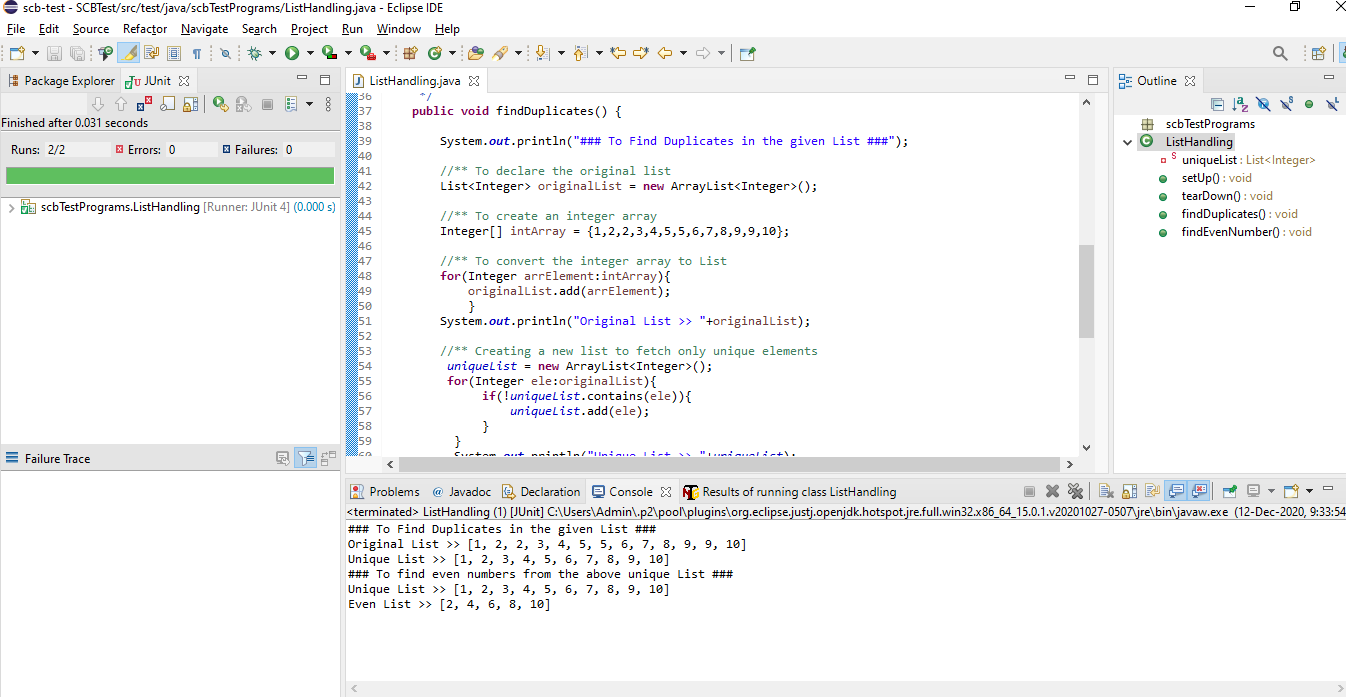 scb-test - SCBTest/src/test/java/scbTestPrograms/ListHandling.java - Eclipse IDE
File Edit Source Refactor Navigate Search Project Run Window Help
Package Explorer JUnit
Finished after 0.031 seconds
Runs: 2/2 Errors: 0 Failures: 0
scbTestPrograms.ListHandling [Runner: JUnit 4] (0.000 s)
Failure Trace
ListHandling.java
36 */
37 public void findDuplicates() {
38
39 System.out.println("### To Find Duplicates in the given List ###");
40
41 //** To declare the original list
42 List<Integer> originalList = new ArrayList<Integer>();
43
44 //** To create an integer array
45 Integer[] intArray = {1,2,2,3,4,5,5,6,7,8,9,9,10};
46
47 //** To convert the integer array to List
48 for(Integer arrElement:intArray){
49 originalList.add(arrElement);
50 }
51 System.out.println("Original List >> "+originalList);
52
53 //** Creating a new list to fetch only unique elements
54 uniqueList = new ArrayList<Integer>();
55 for(Integer ele:originalList){
56 if(!uniqueList.contains(ele)){
57 uniqueList.add(ele);
58 }
59 }
60 System.out.println("Unique List >> "+uniqueList);
Outline
scbTestPrograms
ListHandling
uniqueList : List<Integer>
setUp() : void
tearDown() : void
findDuplicates() : void
findEvenNumber() : void
Problems Javadoc Declaration Console Results of running class ListHandling
<terminated> ListHandling (1) [JUnit] C:\Users\Admin\.p2\pool\plugins\org.eclipse.justj.openjdk.hotspot.jre.full.win32.x86_64_15.0.1.v20201027-0507\jre\bin\javaw.exe (12-Dec-2020, 9:33:54
### To Find Duplicates in the given List ###
Original List >> [1, 2, 2, 3, 4, 5, 5, 6, 7, 8, 9, 9, 10]
Unique List >> [1, 2, 3, 4, 5, 6, 7, 8, 9, 10]
### To find even numbers from the above unique List ###
Unique List >> [1, 2, 3, 4, 5, 6, 7, 8, 9, 10]
Even List >> [2, 4, 6, 8, 10]